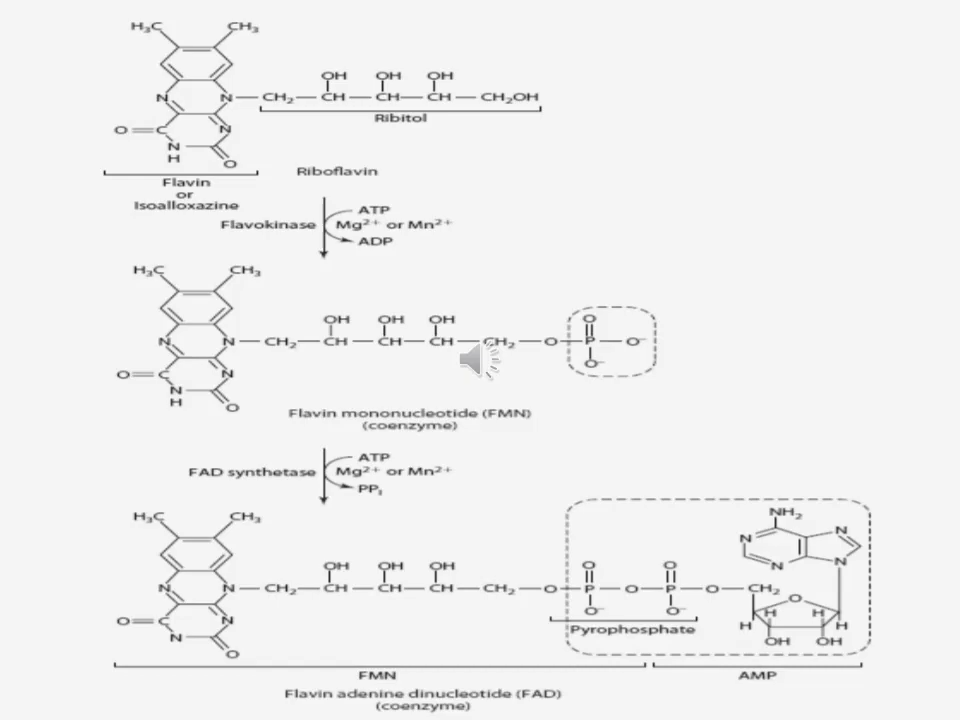 H₃C CH₃
OH OH OH
N N CH₂ CH CH CH CH₂OH
Ribitol
O C N
N
H O
Riboflavin
Flavin
or
Isoalloxazine
ATP
Flavokinase Mg²⁺ or Mn²⁺
ADP
H₃C CH₃
OH OH OH O
N N CH₂ CH CH CH CH₂ O P O⁻
O⁻
O C N
N
H O
Flavin mononucleotide (FMN)
(coenzyme)
ATP
FAD synthetase Mg²⁺ or Mn²⁺
PPᵢ
H₃C CH₃ NH₂
N N
N N
OH OH OH O O
N N CH₂ CH CH CH CH₂ O P O P O CH₂ O
O⁻ O⁻ H H H H
O C N
Pyrophosphate
N OH OH
O
FMN AMP
Flavin adenine dinucleotide (FAD)
(coenzyme)